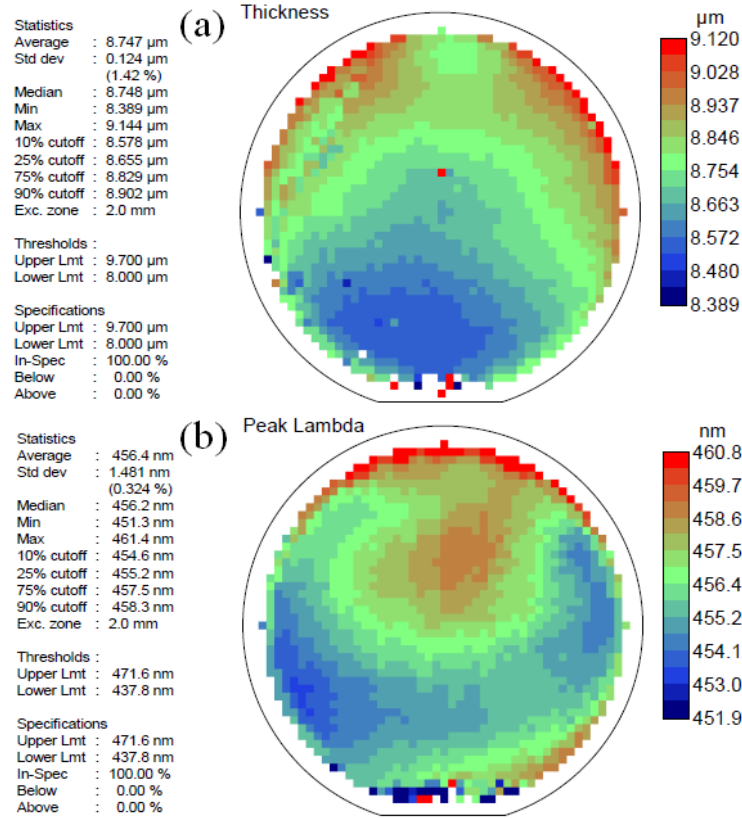 (a) Thickness
Statistics
Average : 8.747 µm
Std dev : 0.124 µm
(1.42 %)
Median : 8.748 µm
Min : 8.389 µm
Max : 9.144 µm
10% cutoff : 8.578 µm
25% cutoff : 8.655 µm
75% cutoff : 8.829 µm
90% cutoff : 8.902 µm
Exc. zone : 2.0 mm
Thresholds :
Upper Lmt : 9.700 µm
Lower Lmt : 8.000 µm
Specifications
Upper Lmt : 9.700 µm
Lower Lmt : 8.000 µm
In-Spec : 100.00 %
Below : 0.00 %
Above : 0.00 %
µm
9.120
9.028
8.937
8.846
8.754
8.663
8.572
8.480
8.389
(b) Peak Lambda
Statistics
Average : 456.4 nm
Std dev : 1.481 nm
(0.324 %)
Median : 456.2 nm
Min : 451.3 nm
Max : 461.4 nm
10% cutoff : 454.6 nm
25% cutoff : 455.2 nm
75% cutoff : 457.5 nm
90% cutoff : 458.3 nm
Exc. zone : 2.0 mm
Thresholds :
Upper Lmt : 471.6 nm
Lower Lmt : 437.8 nm
Specifications
Upper Lmt : 471.6 nm
Lower Lmt : 437.8 nm
In-Spec : 100.00 %
Below : 0.00 %
Above : 0.00 %
nm
460.8
459.7
458.6
457.5
456.4
455.2
454.1
453.0
451.9